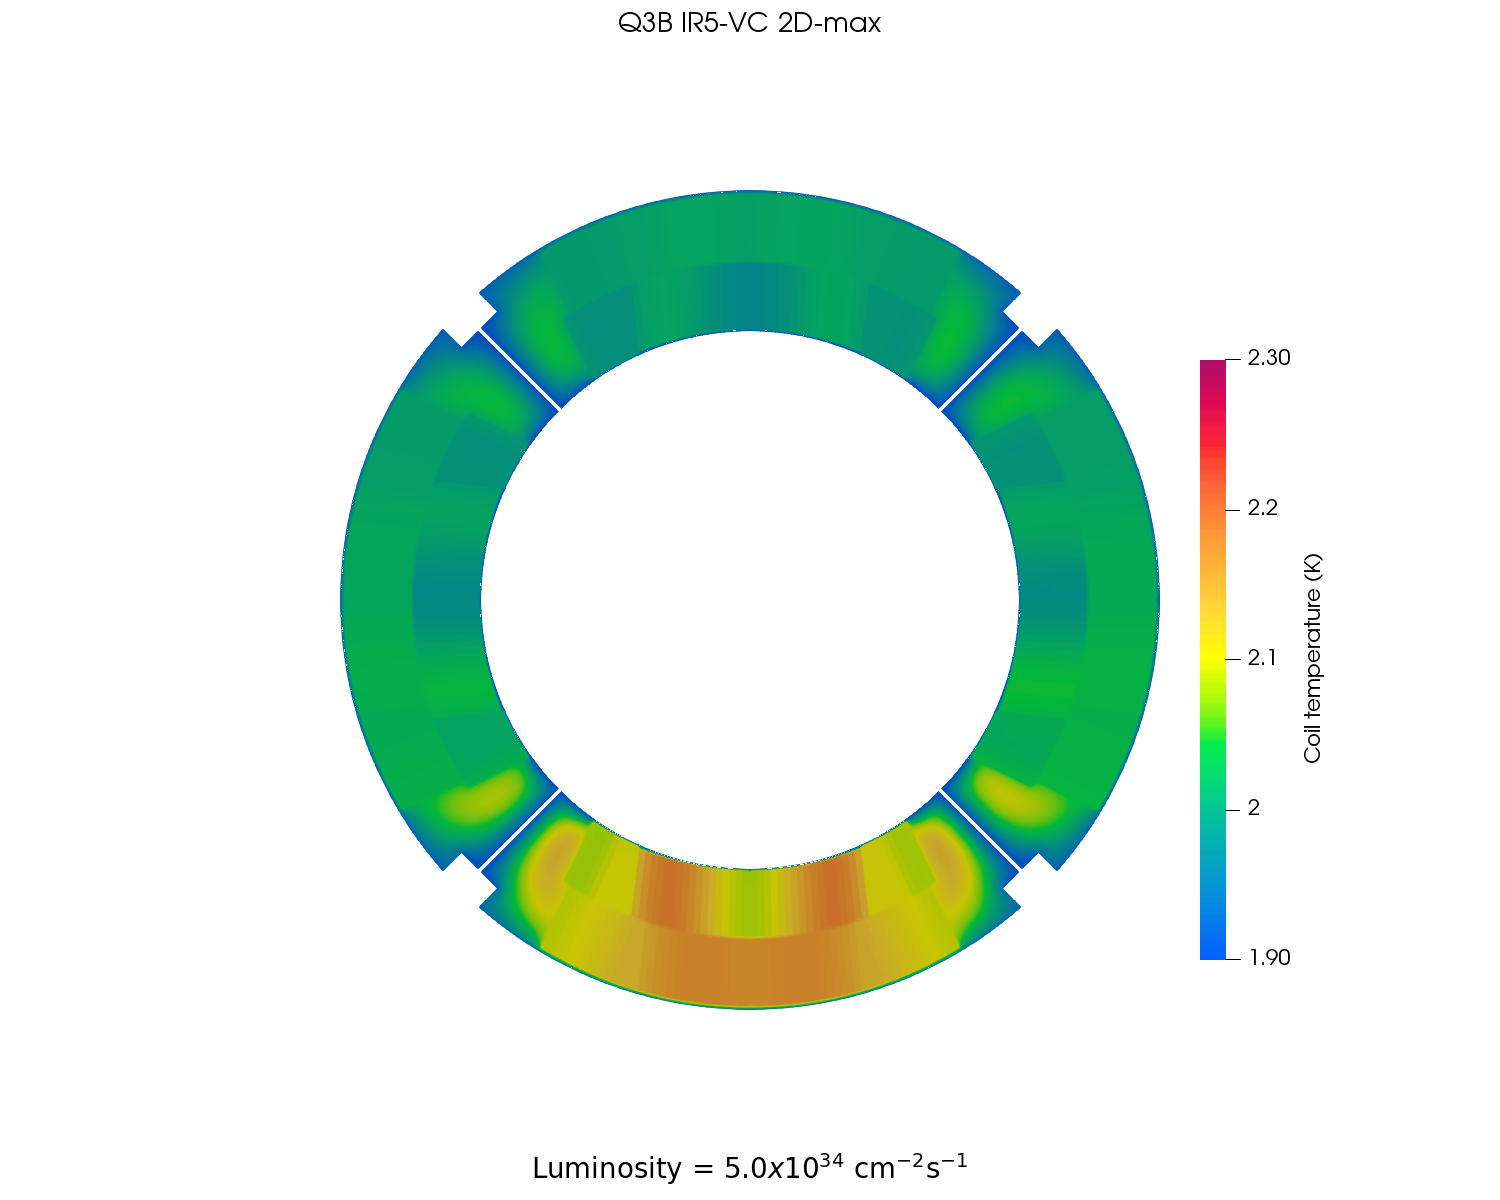 Q3B IR5-VC 2D-max
2.30
2.2
2.1
2
1.90
Coil temperature (K)
Luminosity = 5.0x10³⁴ cm⁻²s⁻¹